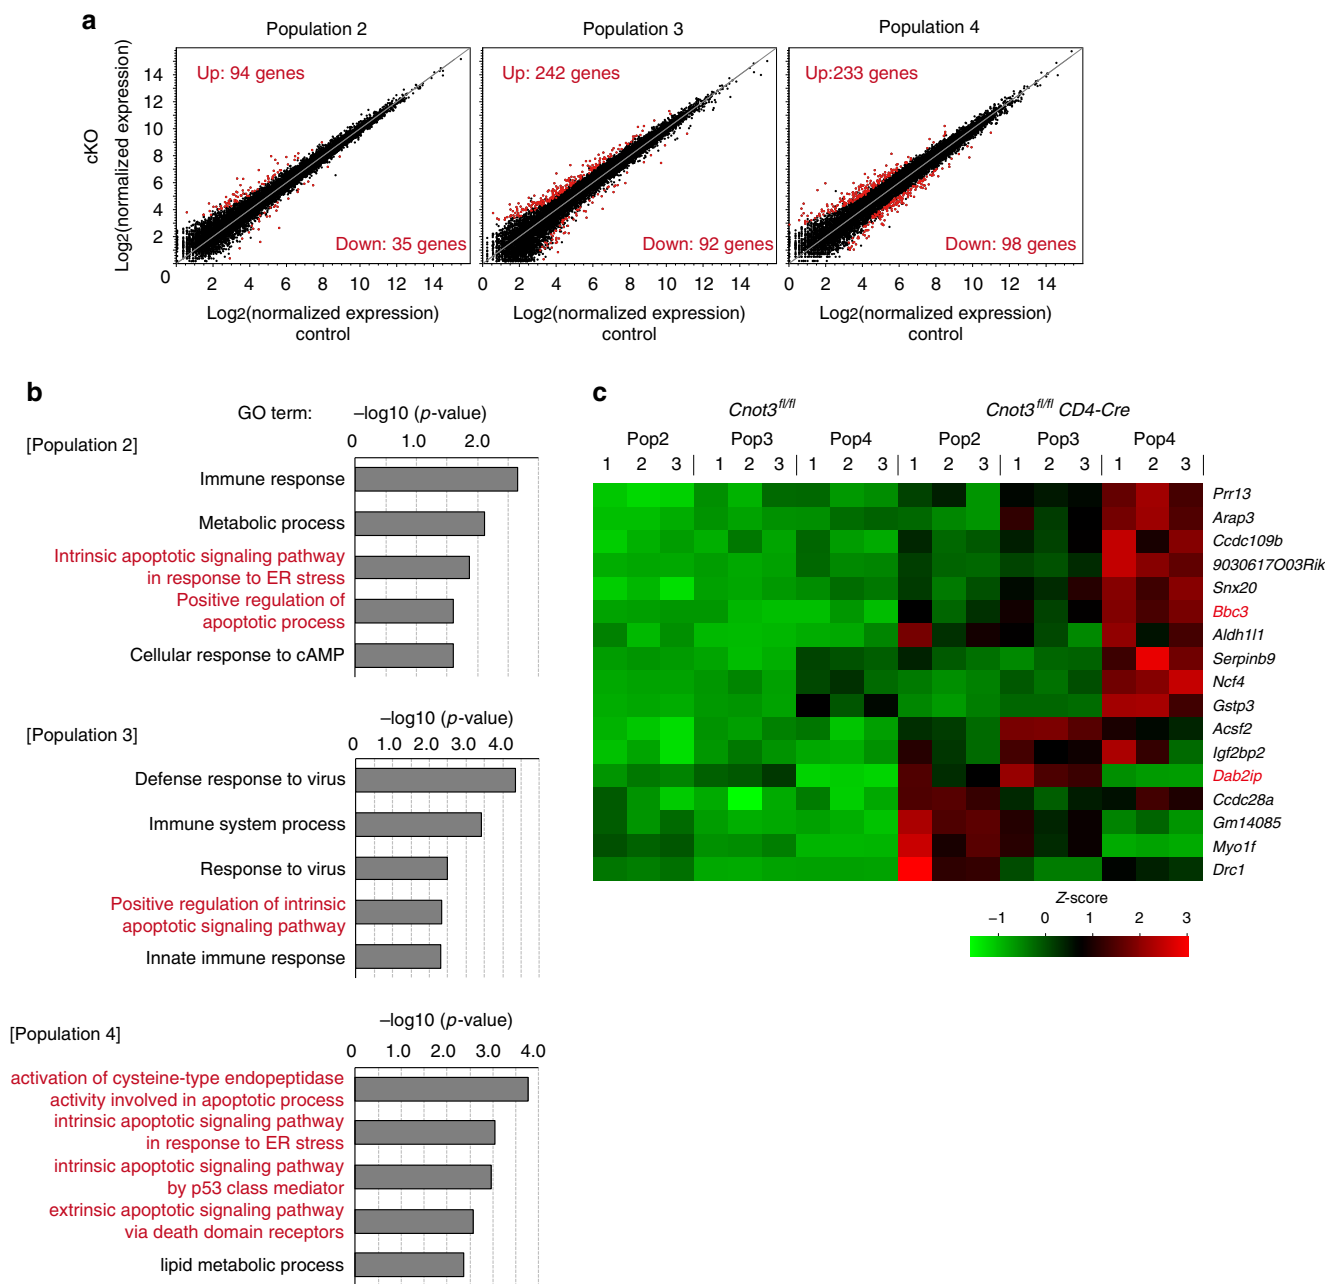 a
Population 2
Population 3
Population 4
cKO
Log2(normalized expression)
14
12
10
8
6
4
2
0
Up: 94 genes
Down: 35 genes
Up: 242 genes
Down: 92 genes
Up:233 genes
Down: 98 genes
0 2 4 6 8 10 12 14
0 2 4 6 8 10 12 14
0 2 4 6 8 10 12 14
Log2(normalized expression)
control
Log2(normalized expression)
control
Log2(normalized expression)
control
b
GO term: –log10 (p-value)
[Population 2]
0 1.0 2.0
Immune response
Metabolic process
Intrinsic apoptotic signaling pathway
in response to ER stress
Positive regulation of
apoptotic process
Cellular response to cAMP
–log10 (p-value)
[Population 3]
0 1.0 2.0 3.0 4.0
Defense response to virus
Immune system process
Response to virus
Positive regulation of intrinsic
apoptotic signaling pathway
Innate immune response
–log10 (p-value)
[Population 4]
0 1.0 2.0 3.0 4.0
activation of cysteine-type endopeptidase
activity involved in apoptotic process
intrinsic apoptotic signaling pathway
in response to ER stress
intrinsic apoptotic signaling pathway
by p53 class mediator
extrinsic apoptotic signaling pathway
via death domain receptors
lipid metabolic process
c
Cnot3fl/fl Cnot3fl/fl CD4-Cre
Pop2 Pop3 Pop4 Pop2 Pop3 Pop4
1 2 3 1 2 3 1 2 3 1 2 3 1 2 3 1 2 3
Prr13
Arap3
Ccdc109b
9030617O03Rik
Snx20
Bbc3
Aldh1l1
Serpinb9
Ncf4
Gstp3
Acsf2
Igf2bp2
Dab2ip
Ccdc28a
Gm14085
Myo1f
Drc1
Z-score
–1 0 1 2 3